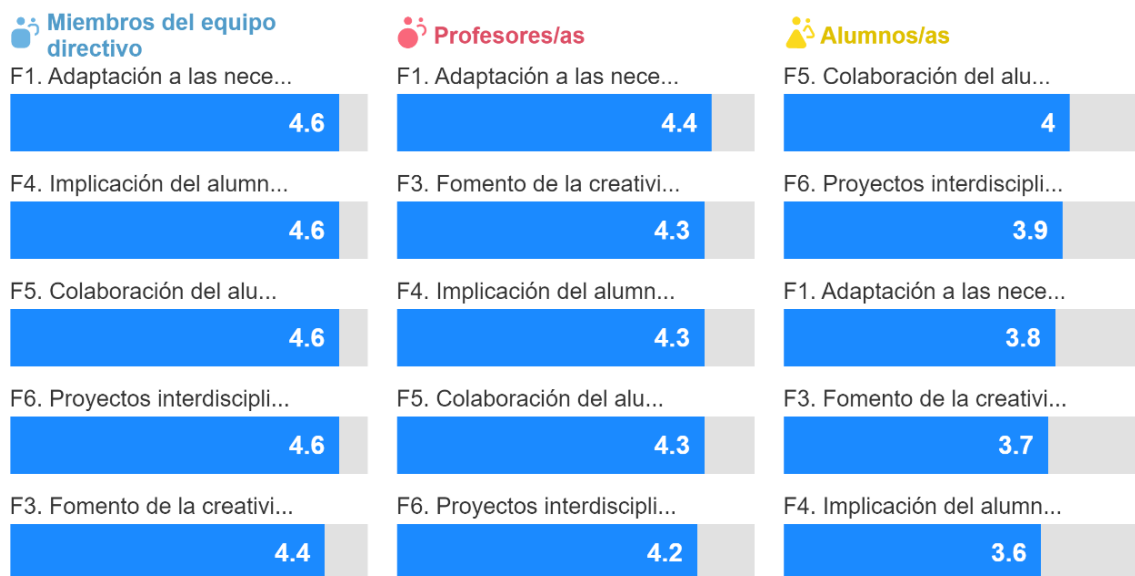 Miembros del equipo
directivo
F1. Adaptación a las nece...
4.6
F4. Implicación del alumn...
4.6
F5. Colaboración del alu...
4.6
F6. Proyectos interdiscipli...
4.6
F3. Fomento de la creativi...
4.4
Profesores/as
F1. Adaptación a las nece...
4.4
F3. Fomento de la creativi...
4.3
F4. Implicación del alumn...
4.3
F5. Colaboración del alu...
4.3
F6. Proyectos interdiscipli...
4.2
Alumnos/as
F5. Colaboración del alu...
4
F6. Proyectos interdiscipli...
3.9
F1. Adaptación a las nece...
3.8
F3. Fomento de la creativi...
3.7
F4. Implicación del alumn...
3.6